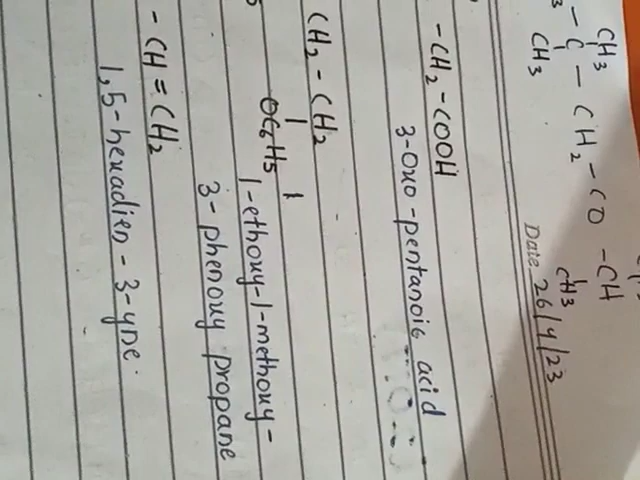 CH3
- C - CH2 - CO - CH
CH3 CH3
Date 26/4/23
- CH2 - COOH
3-Oxo-pentanoic acid
CH2 - CH2
OC6H5
1-ethoxy-1-methoxy-
3-phenoxy propane
- CH = CH2
1,5-hexadien-3-yne.